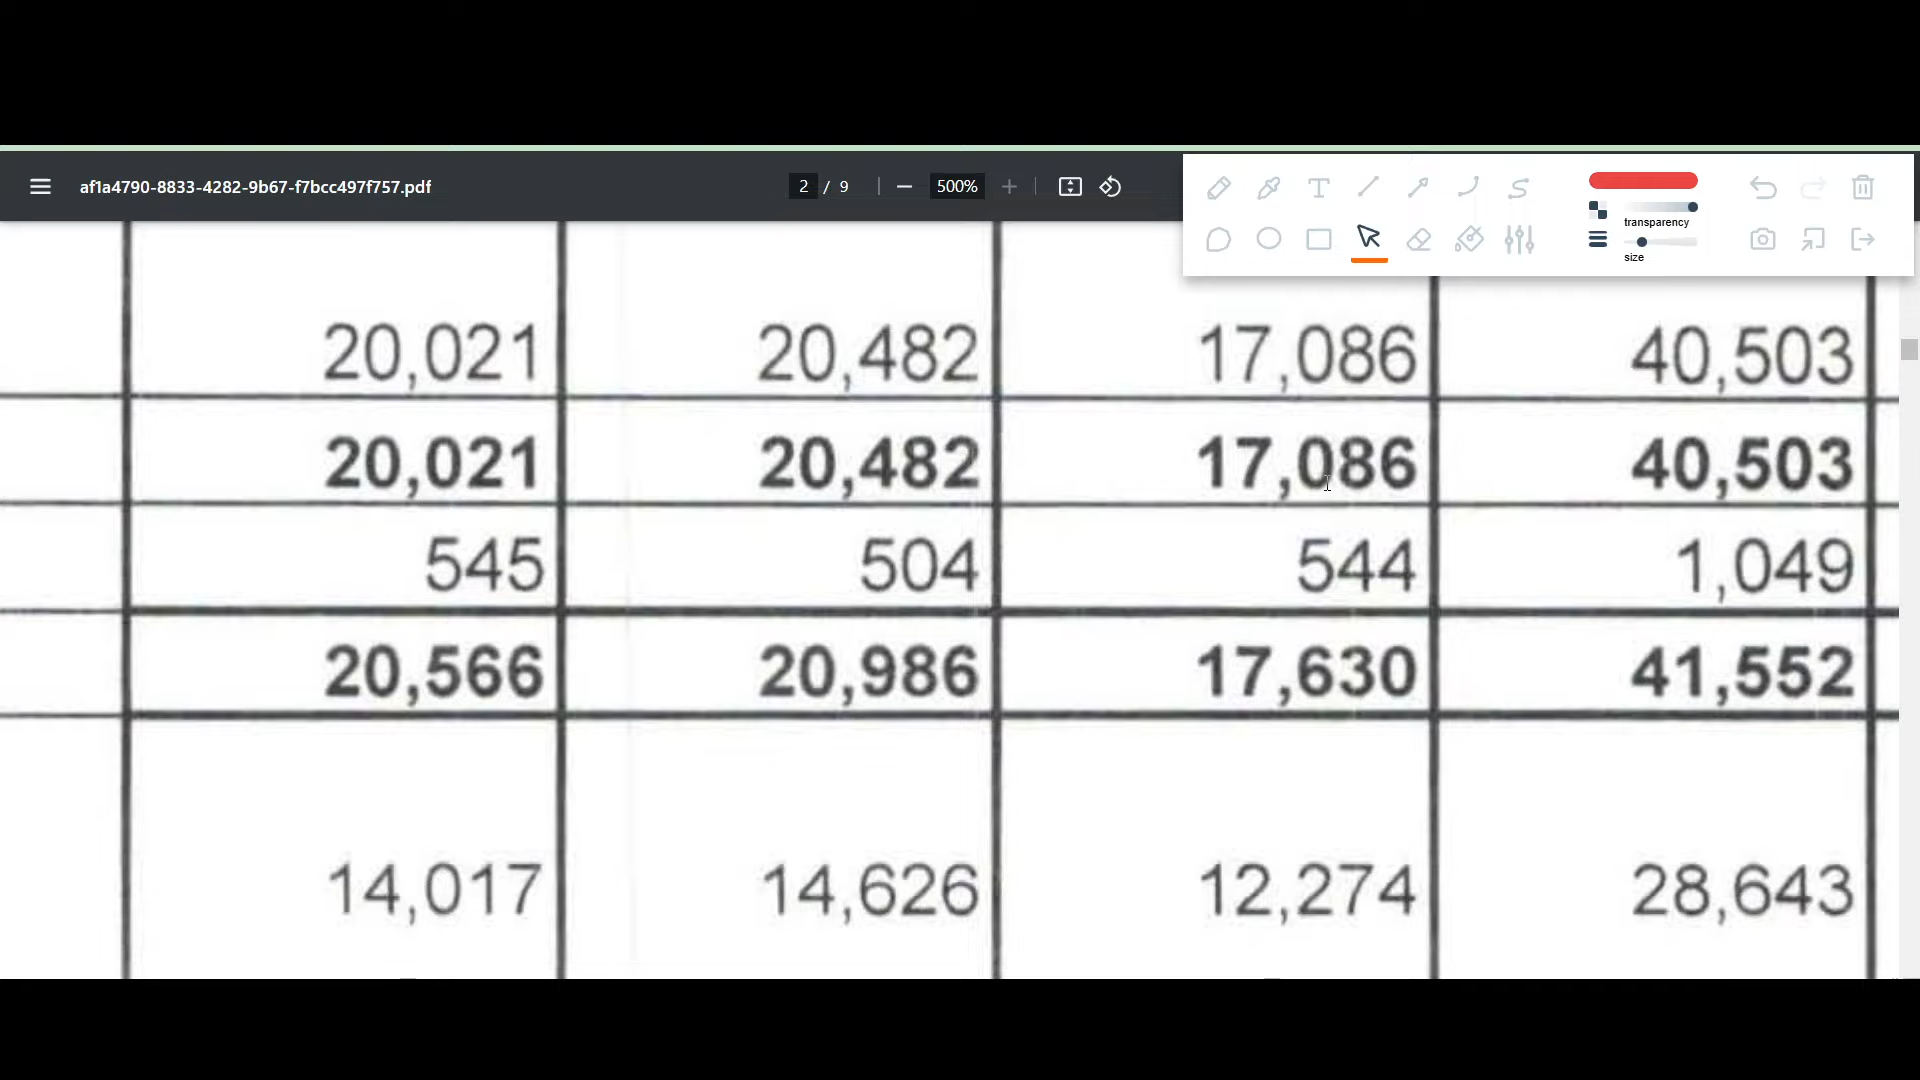 af1a4790-8833-4282-9b67-f7bcc497f757.pdf 2 / 9 500%
transparency
size
20,021 20,482 17,086 40,503
20,021 20,482 17,086 40,503
545 504 544 1,049
20,566 20,986 17,630 41,552
14,017 14,626 12,274 28,643